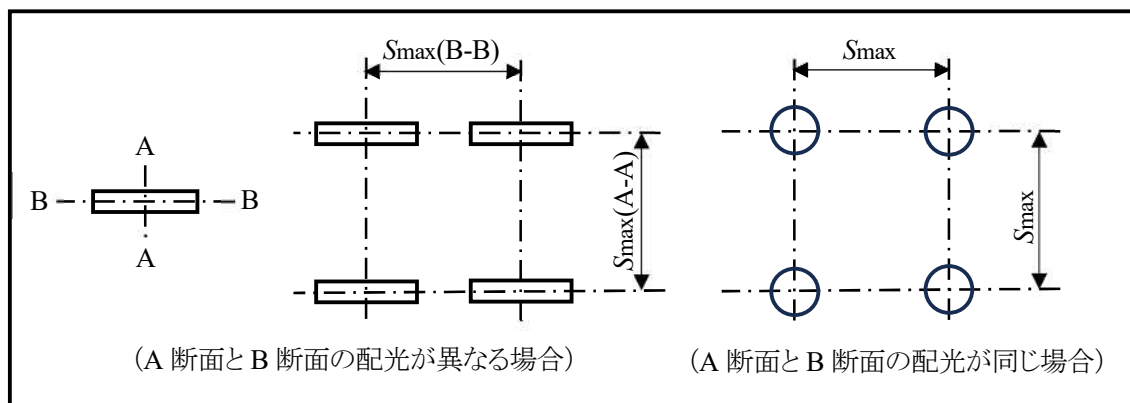 Smax(B-B)
Smax
A
B
B
A
Smax(A-A)
Smax
(A 断面と B 断面の配光が異なる場合)
(A 断面と B 断面の配光が同じ場合)